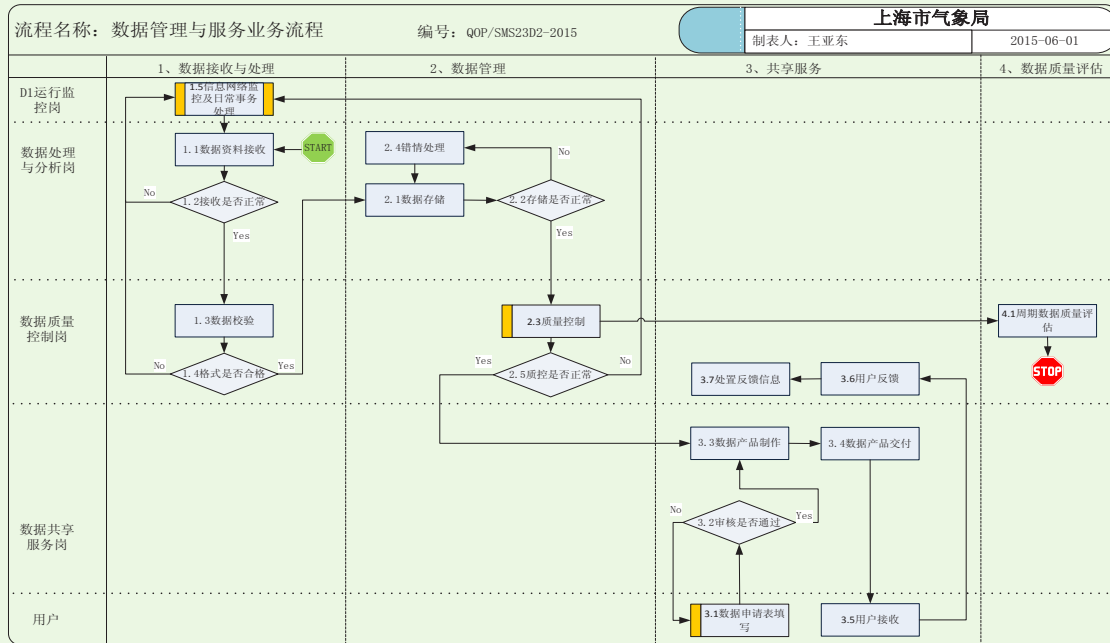 流程名称：数据管理与服务业务流程
编号：QOP/SMS23D2-2015
上海市气象局
制表人：王亚东
2015-06-01
1、数据接收与处理
2、数据管理
3、共享服务
4、数据质量评估
D1运行监
控岗
1.5信息网络监
控及日常事务
处理
数据处理
与分析岗
1.1数据资料接收
START
2.4错情处理
No
No
1.2接收是否正常
2.1数据存储
2.2存储是否正常
Yes
Yes
数据质量
控制岗
1.3数据校验
2.3质量控制
4.1周期数据质量评
估
No
1.4格式是否合格
Yes
Yes
2.5质控是否正常
No
3.7处置反馈信息
3.6用户反馈
STOP
3.3数据产品制作
3.4数据产品交付
数据共享
服务岗
No
3.2审核是否通过
Yes
用户
3.1数据申请表填
写
3.5用户接收